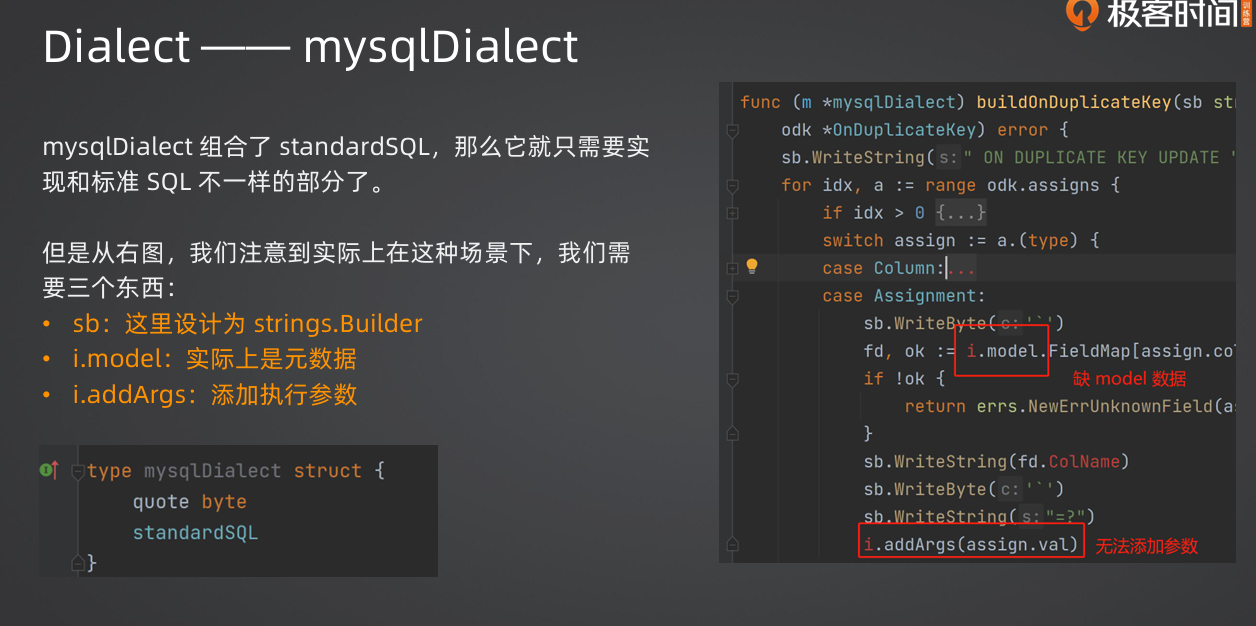 极客时间
训练营
Dialect —— mysqlDialect
mysqlDialect 组合了 standardSQL，那么它就只需要实
现和标准 SQL 不一样的部分了。
但是从右图，我们注意到实际上在这种场景下，我们需
要三个东西：
• sb：这里设计为 strings.Builder
• i.model：实际上是元数据
• i.addArgs：添加执行参数
type mysqlDialect struct {
quote byte
standardSQL
}
func (m *mysqlDialect) buildOnDuplicateKey(sb
odk *OnDuplicateKey) error {
sb.WriteString( s: " ON DUPLICATE KEY UPDATE "
for idx, a := range odk.assigns {
if idx > 0 {...}
switch assign := a.(type) {
case Column:...
case Assignment:
sb.WriteByte( c: '`')
fd, ok := i.model.FieldMap[assign.
缺 model 数据
if !ok {
return errs.NewErrUnknownField(
}
sb.WriteString(fd.ColName)
sb.WriteByte( c: '`')
sb.WriteString( s: "=?")
i.addArgs(assign.val)
无法添加参数